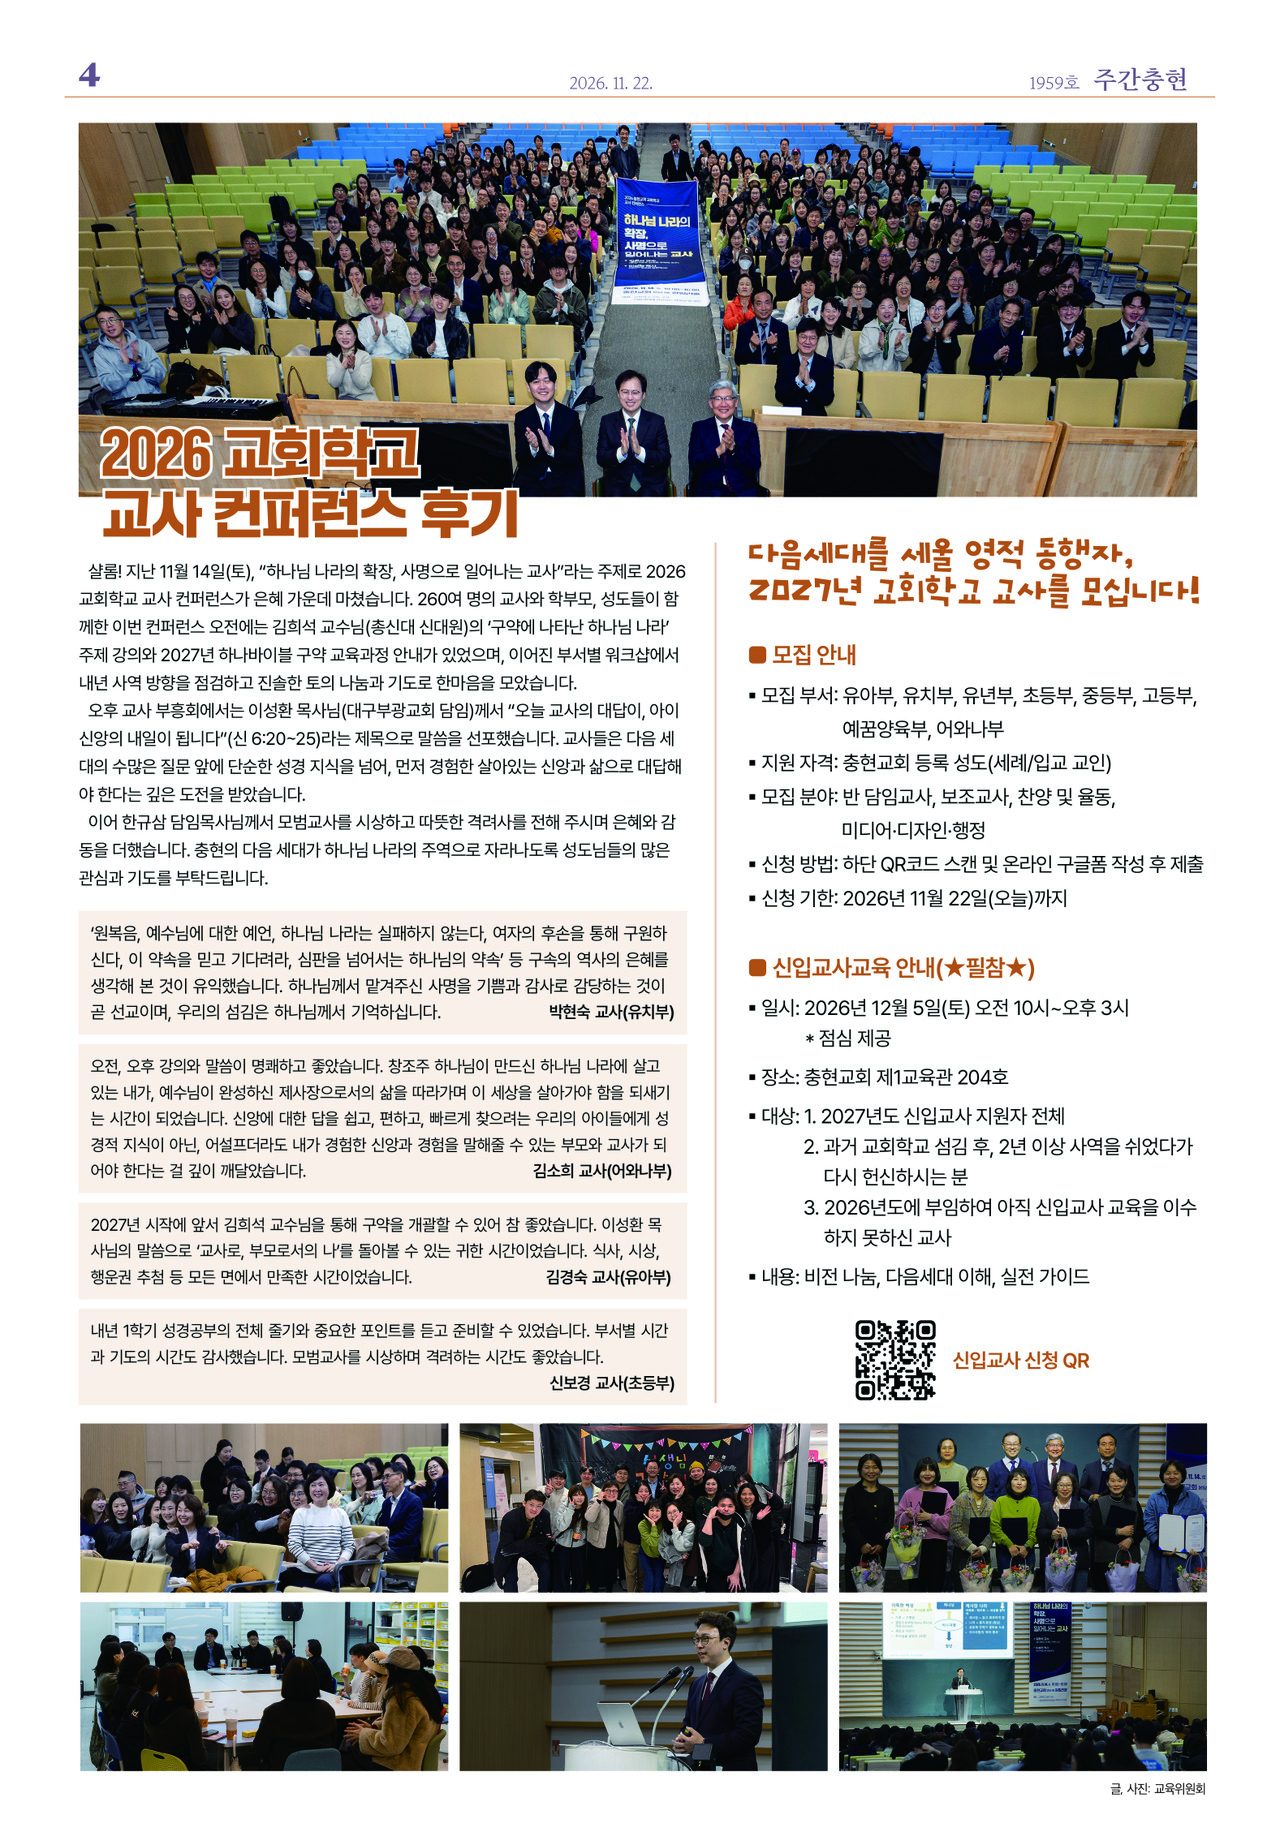 4
2026. 11. 22.
1959호 주간충현
하나님 나라의
확장,
사명으로
일어나는 교사
2026 교회학교
교사 컨퍼런스 후기
샬롬! 지난 11월 14일(토), “하나님 나라의 확장, 사명으로 일어나는 교사”라는 주제로 2026
교회학교 교사 컨퍼런스가 은혜 가운데 마쳤습니다. 260여 명의 교사와 학부모, 성도들이 함
께한 이번 컨퍼런스 오전에는 김희석 교수님(총신대 신대원)의 ‘구약에 나타난 하나님 나라’
주제 강의와 2027년 하나바이블 구약 교육과정 안내가 있었으며, 이어진 부서별 워크샵에서
내년 사역 방향을 점검하고 진솔한 토의 나눔과 기도로 한마음을 모았습니다.
오후 교사 부흥회에서는 이성환 목사님(대구부광교회 담임)께서 “오늘 교사의 대답이, 아이
신앙의 내일이 됩니다”(신 6:20~25)라는 제목으로 말씀을 선포했습니다. 교사들은 다음 세
대의 수많은 질문 앞에 단순한 성경 지식을 넘어, 먼저 경험한 살아있는 신앙과 삶으로 대답해
야 한다는 깊은 도전을 받았습니다.
이어 한규삼 담임목사님께서 모범교사를 시상하고 따뜻한 격려사를 전해 주시며 은혜와 감
동을 더했습니다. 충현의 다음 세대가 하나님 나라의 주역으로 자라나도록 성도님들의 많은
관심과 기도를 부탁드립니다.
‘원복음, 예수님에 대한 예언, 하나님 나라는 실패하지 않는다, 여자의 후손을 통해 구원하
신다, 이 약속을 믿고 기다려라, 심판을 넘어서는 하나님의 약속’ 등 구속의 역사의 은혜를
생각해 본 것이 유익했습니다. 하나님께서 맡겨주신 사명을 기쁨과 감사로 감당하는 것이
곧 선교이며, 우리의 섬김은 하나님께서 기억하십니다. 박현숙 교사(유치부)
오전, 오후 강의와 말씀이 명쾌하고 좋았습니다. 창조주 하나님이 만드신 하나님 나라에 살고
있는 내가, 예수님이 완성하신 제사장으로서의 삶을 따라가며 이 세상을 살아가야 함을 되새기
는 시간이 되었습니다. 신앙에 대한 답을 쉽고, 편하고, 빠르게 찾으려는 우리의 아이들에게 성
경적 지식이 아닌, 어설프더라도 내가 경험한 신앙과 경험을 말해줄 수 있는 부모와 교사가 되
어야 한다는 걸 깊이 깨달았습니다. 김소희 교사(어와나부)
2027년 시작에 앞서 김희석 교수님을 통해 구약을 개괄할 수 있어 참 좋았습니다. 이성환 목
사님의 말씀으로 ‘교사로, 부모로서의 나’를 돌아볼 수 있는 귀한 시간이었습니다. 식사, 시상,
행운권 추첨 등 모든 면에서 만족한 시간이었습니다. 김경숙 교사(유아부)
내년 1학기 성경공부의 전체 줄기와 중요한 포인트를 듣고 준비할 수 있었습니다. 부서별 시간
과 기도의 시간도 감사했습니다. 모범교사를 시상하며 격려하는 시간도 좋았습니다.
신보경 교사(초등부)
다음세대를 세울 영적 동행자,
2027년 교회학교 교사를 모십니다!
■ 모집 안내
▪ 모집 부서: 유아부, 유치부, 유년부, 초등부, 중등부, 고등부,
예꿈양육부, 어와나부
▪ 지원 자격: 충현교회 등록 성도(세례/입교 교인)
▪ 모집 분야: 반 담임교사, 보조교사, 찬양 및 율동,
미디어·디자인·행정
▪ 신청 방법: 하단 QR코드 스캔 및 온라인 구글폼 작성 후 제출
▪ 신청 기한: 2026년 11월 22일(오늘)까지
■ 신입교사교육 안내(★필참★)
▪ 일시: 2026년 12월 5일(토) 오전 10시~오후 3시
* 점심 제공
▪ 장소: 충현교회 제1교육관 204호
▪ 대상: 1. 2027년도 신입교사 지원자 전체
2. 과거 교회학교 섬김 후, 2년 이상 사역을 쉬었다가
다시 헌신하시는 분
3. 2026년도에 부임하여 아직 신입교사 교육을 이수
하지 못하신 교사
▪ 내용: 비전 나눔, 다음세대 이해, 실전 가이드
신입교사 신청 QR
하나님 나라의
확장,
사명으로
일어나는 교사
글, 사진: 교육위원회